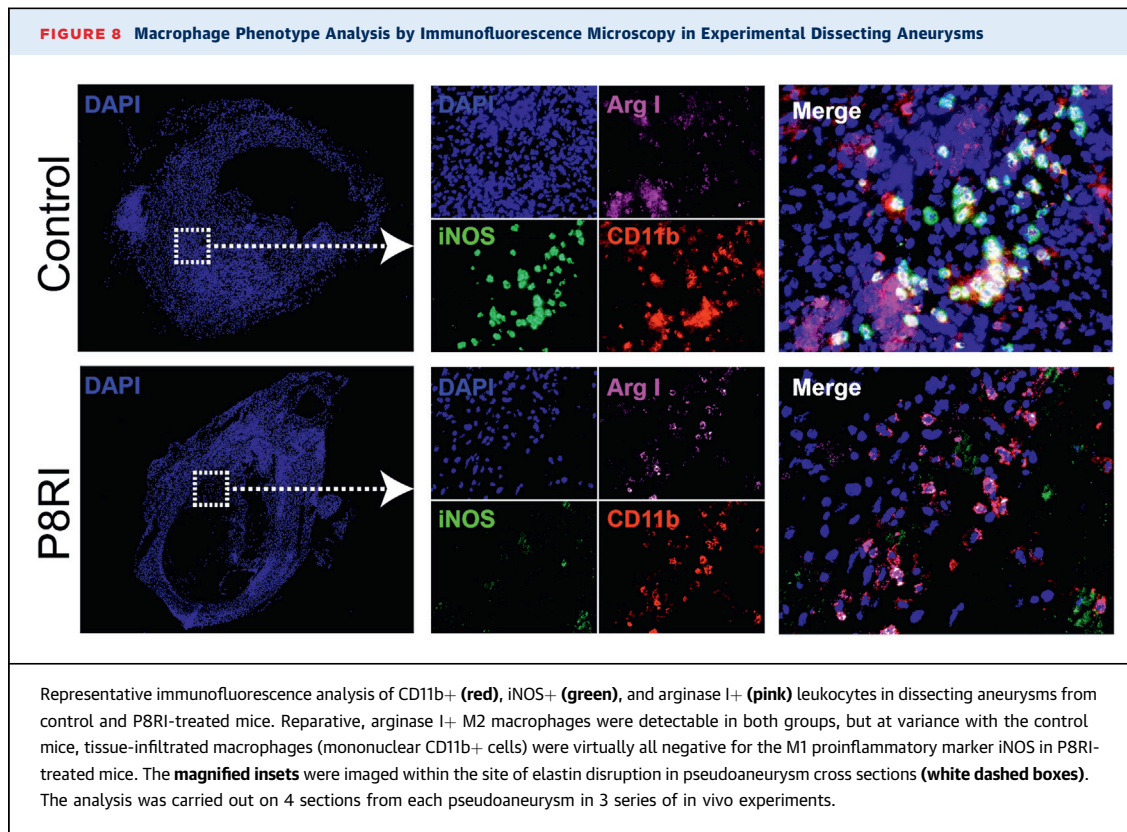 FIGURE 8 Macrophage Phenotype Analysis by Immunofluorescence Microscopy in Experimental Dissecting Aneurysms
Control
DAPI
DAPI
Arg I
iNOS
CD11b
Merge
P8RI
DAPI
DAPI
Arg I
iNOS
CD11b
Merge
Representative immunofluorescence analysis of CD11b+ (red), iNOS+ (green), and arginase I+ (pink) leukocytes in dissecting aneurysms from
control and P8RI-treated mice. Reparative, arginase I+ M2 macrophages were detectable in both groups, but at variance with the control
mice, tissue-infiltrated macrophages (mononuclear CD11b+ cells) were virtually all negative for the M1 proinflammatory marker iNOS in P8RI-
treated mice. The magnified insets were imaged within the site of elastin disruption in pseudoaneurysm cross sections (white dashed boxes).
The analysis was carried out on 4 sections from each pseudoaneurysm in 3 series of in vivo experiments.